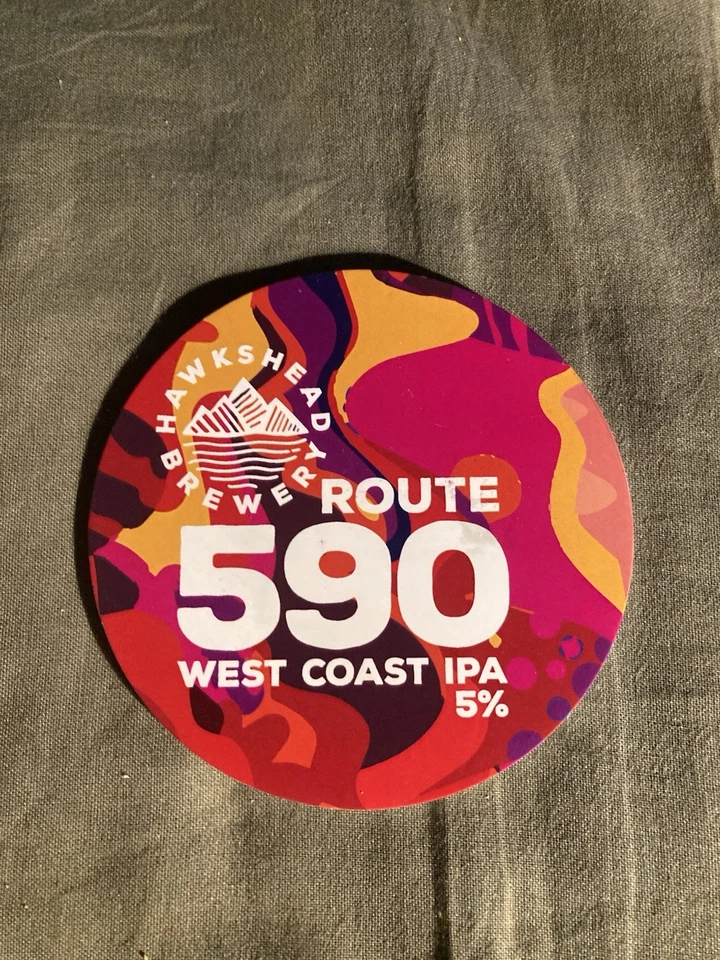 HAWKSHEAD
BREWERY
ROUTE
590
WEST COAST IPA
5%